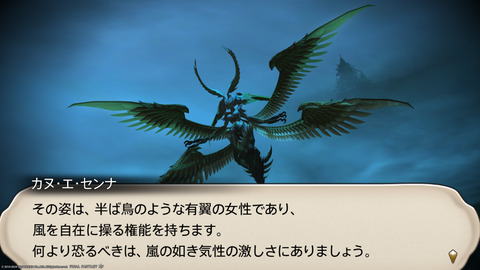 カヌ・エ・センナ
その姿は、半ば鳥のような有翼の女性であり、
風を自在に操る権能を持ちます。
何より恐るべきは、嵐の如き気性の激しさにありましょう。